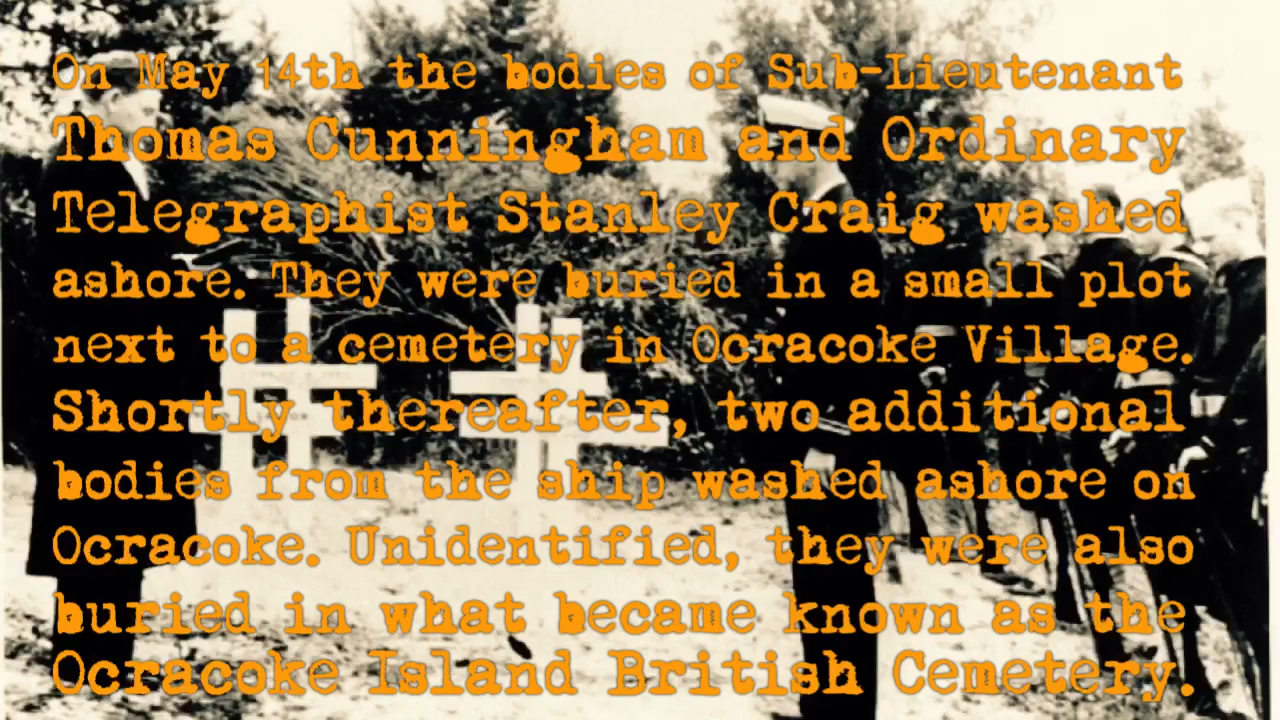 On May 14th the bodies of Sub-Lieutenant
Thomas Cunningham and Ordinary
Telegraphist Stanley Craig washed
ashore. They were buried in a small plot
next to a cemetery in Ocracoke Village.
Shortly thereafter, two additional
bodies from the ship washed ashore on
Ocracoke. Unidentified, they were also
buried in what became known as the
Ocracoke Island British Cemetery.